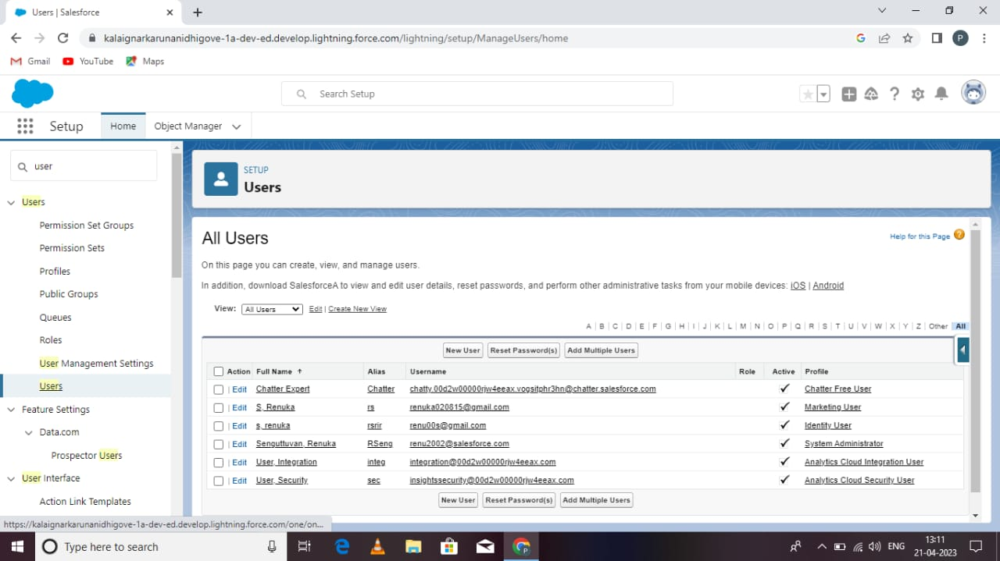 Users | Salesforce
kalaignarkarunanidhigove-1a-dev-ed.develop.lightning.force.com/lightning/setup/ManageUsers/home
P
Gmail YouTube Maps
Search Setup
Setup Home Object Manager
user
Users
Permission Set Groups
Permission Sets
Profiles
Public Groups
Queues
Roles
User Management Settings
Users
Feature Settings
Data.com
Prospector Users
User Interface
Action Link Templates
SETUP
Users
All Users
Help for this Page ?
On this page you can create, view, and manage users.
In addition, download SalesforceA to view and edit user details, reset passwords, and perform other administrative tasks from your mobile devices: iOS | Android
View: All Users Edit | Create New View
A | B | C | D | E | F | G | H | I | J | K | L | M | N | O | P | Q | R | S | T | U | V | W | X | Y | Z | Other All
New User Reset Password(s) Add Multiple Users
Action Full Name ↑ Alias Username Role Active Profile
| Edit Chatter Expert Chatter chatty.00d2w00000rjw4eeax.vogsitphr3hn@chatter.salesforce.com ✓ Chatter Free User
| Edit S, Renuka rs renuka020815@gmail.com ✓ Marketing User
| Edit s, renuka rsrir renu00s@gmail.com ✓ Identity User
| Edit Senguttuvan, Renuka RSeng renu2002@salesforce.com ✓ System Administrator
| Edit User, Integration integ integration@00d2w00000rjw4eeax.com ✓ Analytics Cloud Integration User
| Edit User, Security sec insightssecurity@00d2w00000rjw4eeax.com ✓ Analytics Cloud Security User
New User Reset Password(s) Add Multiple Users
https://kalaignarkarunanidhigove-1a-dev-ed.develop.lightning.force.com/one/on...
Type here to search
ENG
13:11
21-04-2023